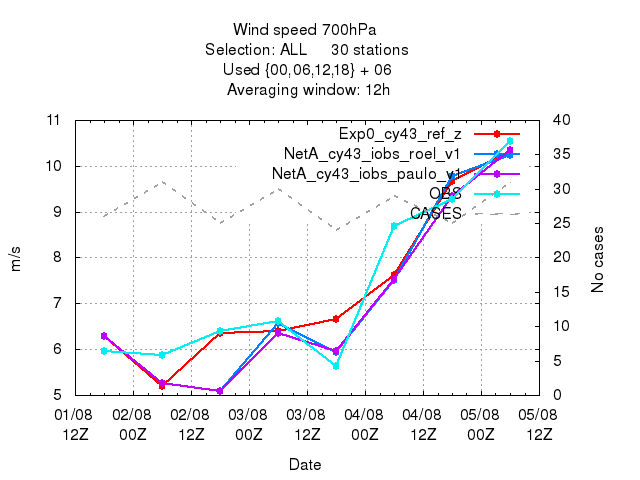 Wind speed 700hPa
Selection: ALL 30 stations
Used {00,06,12,18} + 06
Averaging window: 12h
11 40
Exp0_cy43_ref_z
NetA_cy43_iobs_roel_v1
35
10
NetA_cy43_iobs_paulo_v1
30
OBS
9
CASES
25
8 20
7
15
10
6
5
5 0
m/s
No cases
01/08 02/08 02/08 03/08 03/08 04/08 04/08 05/08 05/08
12Z 00Z 12Z 00Z 12Z 00Z 12Z 00Z 12Z
Date